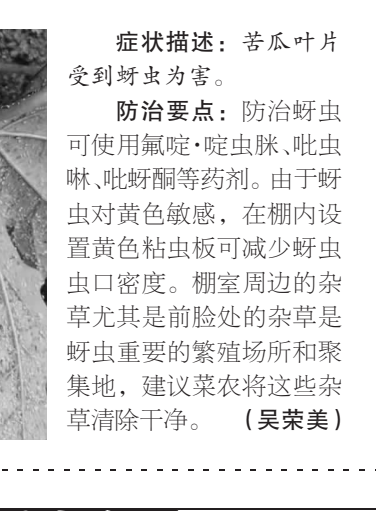 症状描述：苦瓜叶片
受到蚜虫为害。
防治要点：防治蚜虫
可使用氟啶·啶虫脒、吡虫
啉、吡蚜酮等药剂。由于蚜
虫对黄色敏感，在棚内设
置黄色粘虫板可减少蚜虫
虫口密度。棚室周边的杂
草尤其是前脸处的杂草是
蚜虫重要的繁殖场所和聚
集地，建议菜农将这些杂
草清除干净。 （吴荣美）